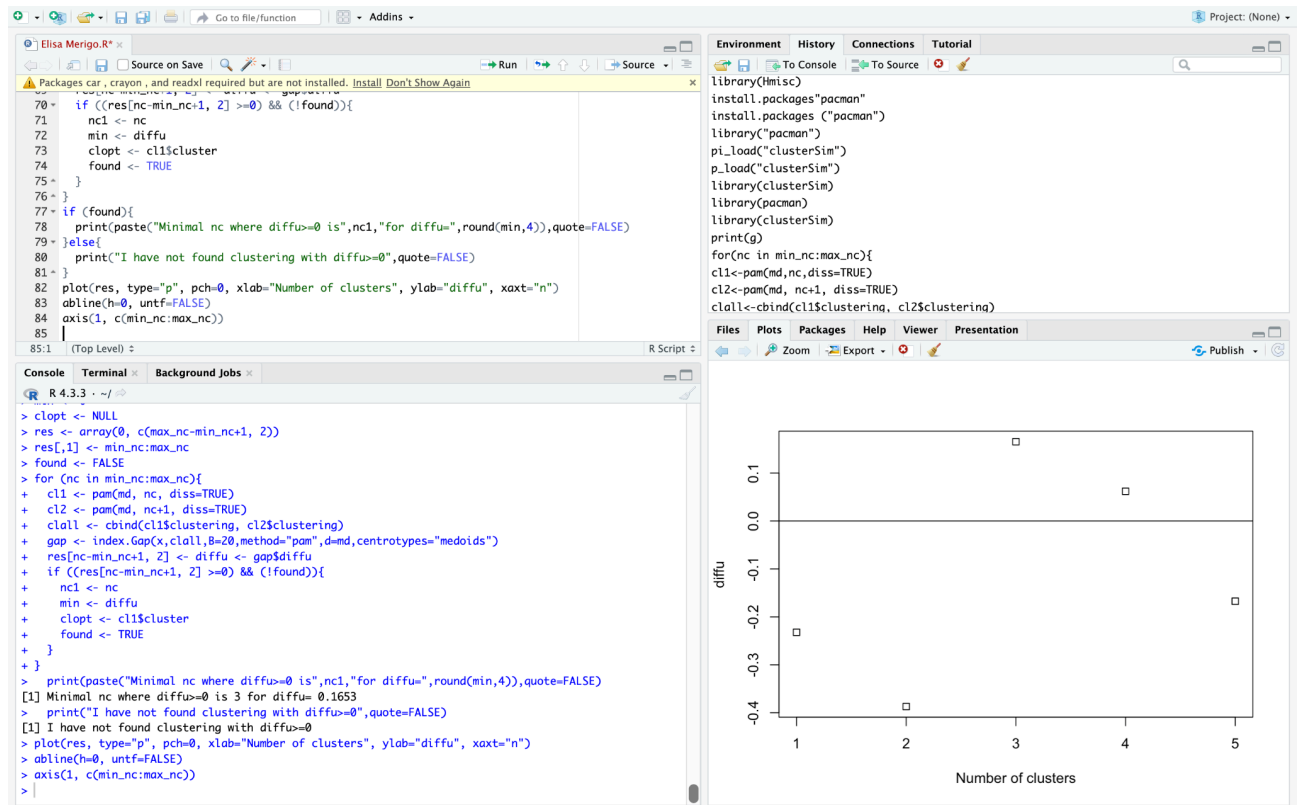 Go to file/function
Addins
Project: (None)
Elisa Merigo.R*
Source on Save
Run
Source
Packages car , crayon , and readxl required but are not installed. Install Don't Show Again
70 if ((res[nc-min_nc+1, 2] >=0) && (!found)){
71 nc1 <- nc
72 min <- diffu
73 clopt <- cl1$cluster
74 found <- TRUE
75 }
76 }
77 if (found){
78 print(paste("Minimal nc where diffu>=0 is",nc1,"for diffu=",round(min,4)),quote=FALSE)
79 }else{
80 print("I have not found clustering with diffu>=0",quote=FALSE)
81 }
82 plot(res, type="p", pch=0, xlab="Number of clusters", ylab="diffu", xaxt="n")
83 abline(h=0, untf=FALSE)
84 axis(1, c(min_nc:max_nc))
85
85:1 (Top Level)
R Script
Console Terminal Background Jobs
R 4.3.3 · ~/
> clopt <- NULL
> res <- array(0, c(max_nc-min_nc+1, 2))
> res[,1] <- min_nc:max_nc
> found <- FALSE
> for (nc in min_nc:max_nc){
+ cl1 <- pam(md, nc, diss=TRUE)
+ cl2 <- pam(md, nc+1, diss=TRUE)
+ clall <- cbind(cl1$clustering, cl2$clustering)
+ gap <- index.Gap(x,clall,B=20,method="pam",d=md,centrotypes="medoids")
+ res[nc-min_nc+1, 2] <- diffu <- gap$diffu
+ if ((res[nc-min_nc+1, 2] >=0) && (!found)){
+ nc1 <- nc
+ min <- diffu
+ clopt <- cl1$cluster
+ found <- TRUE
+ }
+ }
> print(paste("Minimal nc where diffu>=0 is",nc1,"for diffu=",round(min,4)),quote=FALSE)
[1] Minimal nc where diffu>=0 is 3 for diffu= 0.1653
> print("I have not found clustering with diffu>=0",quote=FALSE)
[1] I have not found clustering with diffu>=0
> plot(res, type="p", pch=0, xlab="Number of clusters", ylab="diffu", xaxt="n")
> abline(h=0, untf=FALSE)
> axis(1, c(min_nc:max_nc))
>
Environment History Connections Tutorial
To Console To Source
library(Hmisc)
install.packages"pacman"
install.packages ("pacman")
library("pacman")
pi_load("clusterSim")
p_load("clusterSim")
library(clusterSim)
library(pacman)
library(clusterSim)
print(g)
for(nc in min_nc:max_nc){
cl1<-pam(md,nc,diss=TRUE)
cl2<-pam(md, nc+1, diss=TRUE)
clall<-cbind(cl1$clustering, cl2$clustering)
Files Plots Packages Help Viewer Presentation
Zoom Export Publish
0.1
0.0
-0.1
-0.2
-0.3
-0.4
diffu
1 2 3 4 5
Number of clusters